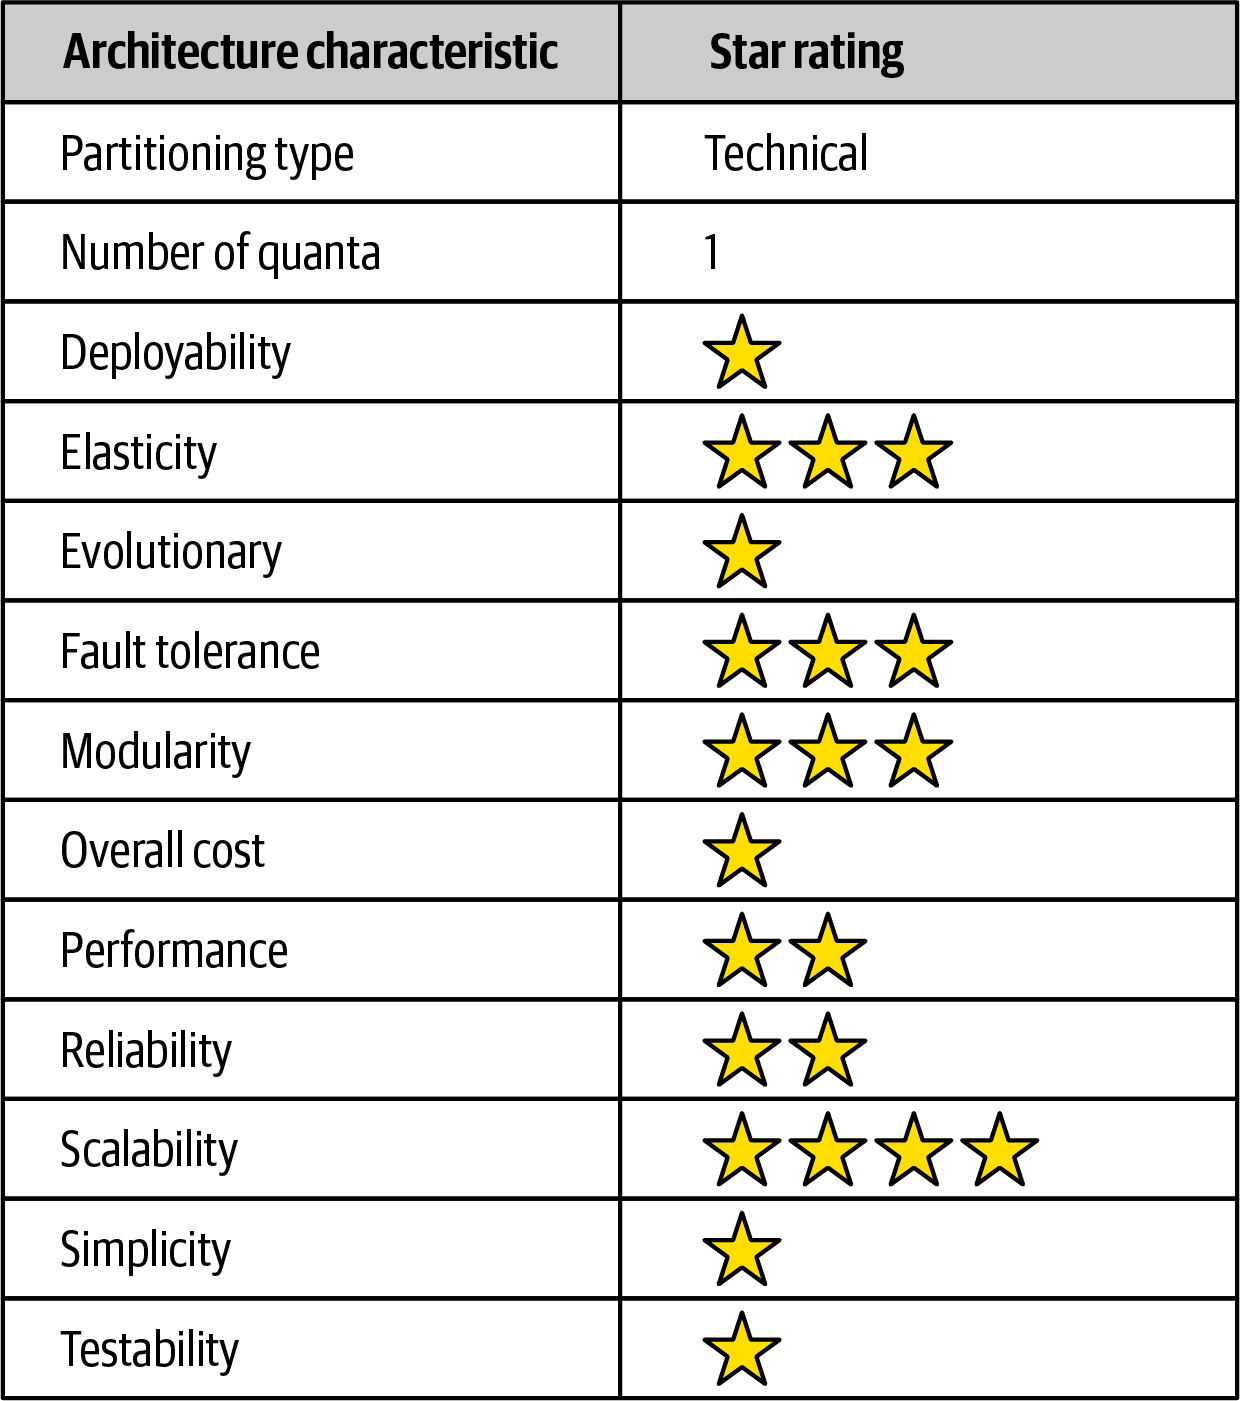 Architecture characteristic Star rating
Partitioning type Technical
Number of quanta 1
Deployability
Elasticity
Evolutionary
Fault tolerance
Modularity
Overall cost
Performance
Reliability
Scalability
Simplicity
Testability